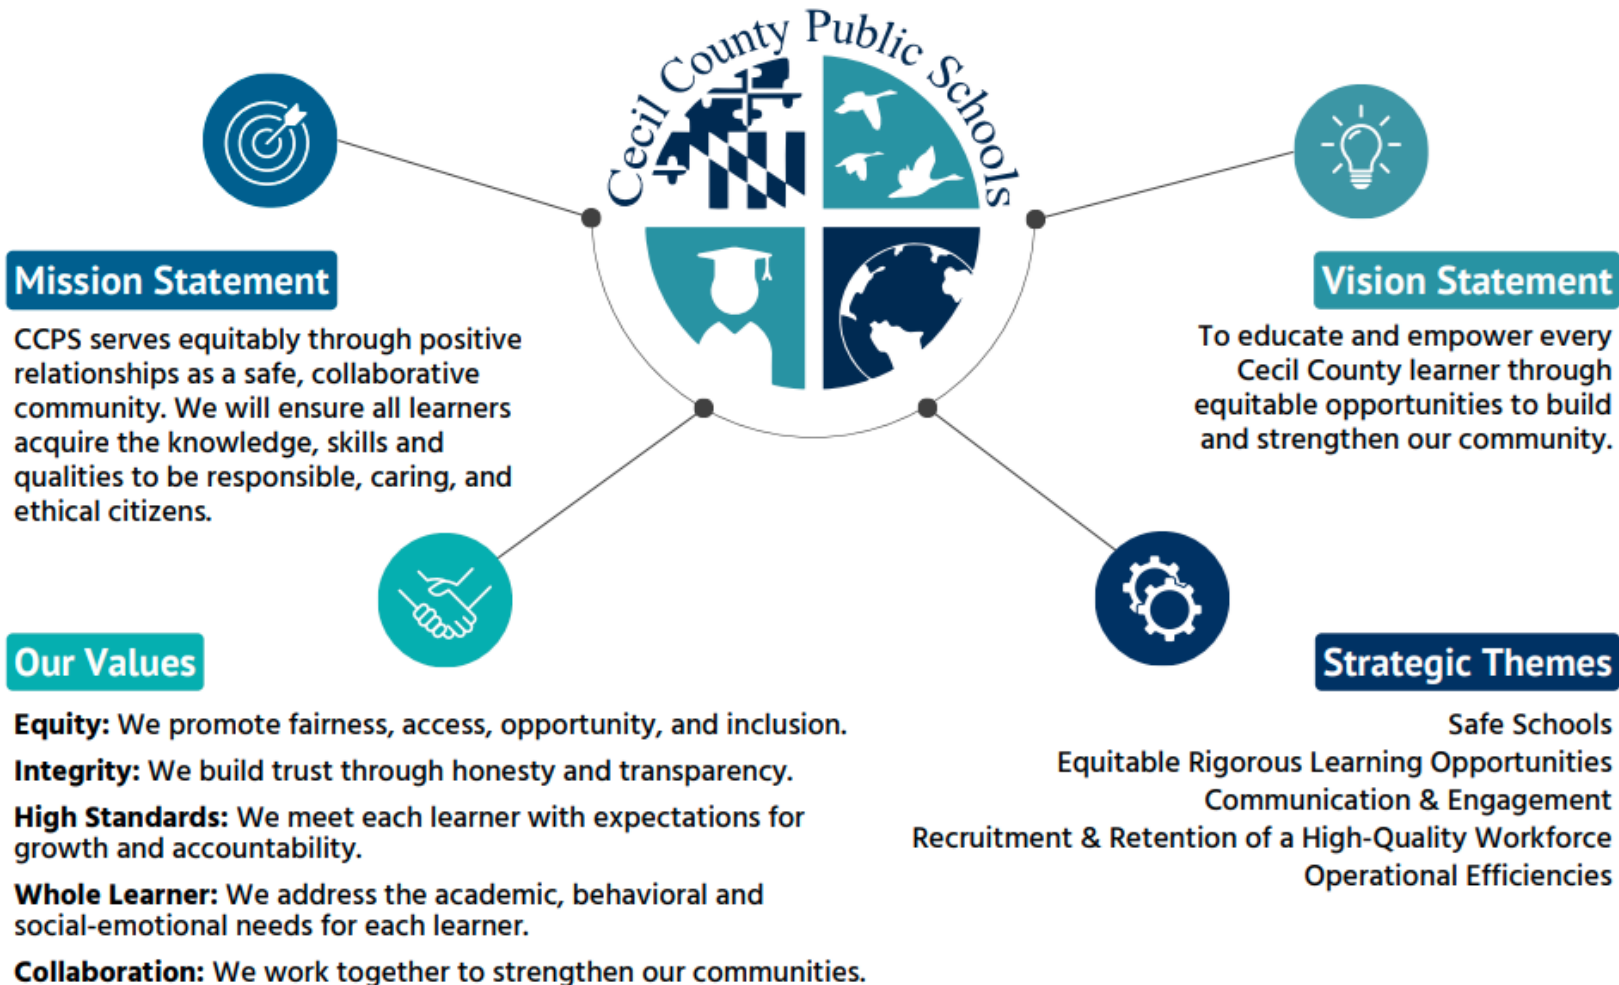 Cecil County Public Schools
Mission Statement
CCPS serves equitably through positive
relationships as a safe, collaborative
community. We will ensure all learners
acquire the knowledge, skills and
qualities to be responsible, caring, and
ethical citizens.
Vision Statement
To educate and empower every
Cecil County learner through
equitable opportunities to build
and strengthen our community.
Our Values
Equity: We promote fairness, access, opportunity, and inclusion.
Integrity: We build trust through honesty and transparency.
High Standards: We meet each learner with expectations for
growth and accountability.
Whole Learner: We address the academic, behavioral and
social-emotional needs for each learner.
Collaboration: We work together to strengthen our communities.
Strategic Themes
Safe Schools
Equitable Rigorous Learning Opportunities
Communication & Engagement
Recruitment & Retention of a High-Quality Workforce
Operational Efficiencies